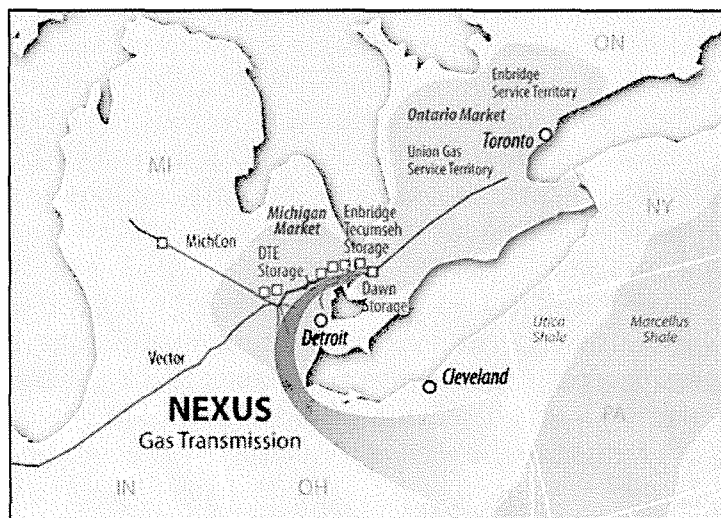 ON
Enbridge
Service Territory
Ontario Market
Toronto
Union Gas
Service Territory
MI
NY
Michigan
Market
Enbridge
Tecumseh
Storage
MichCon
DTE
Storage
Dawn
Storage
Detroit
Utica
Shale
Marcellus
Shale
Vector
Cleveland
NEXUS
Gas Transmission
PA
IN
OH